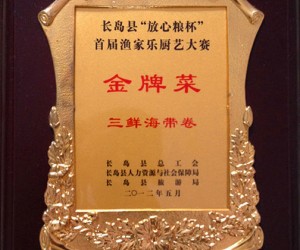 长岛县“放心粮杯”
首届渔家乐厨艺大赛
金牌菜
三鲜海带卷
长岛县总工会
长岛县人力资源与社会保障局
长岛县旅游局
二〇一二年五月